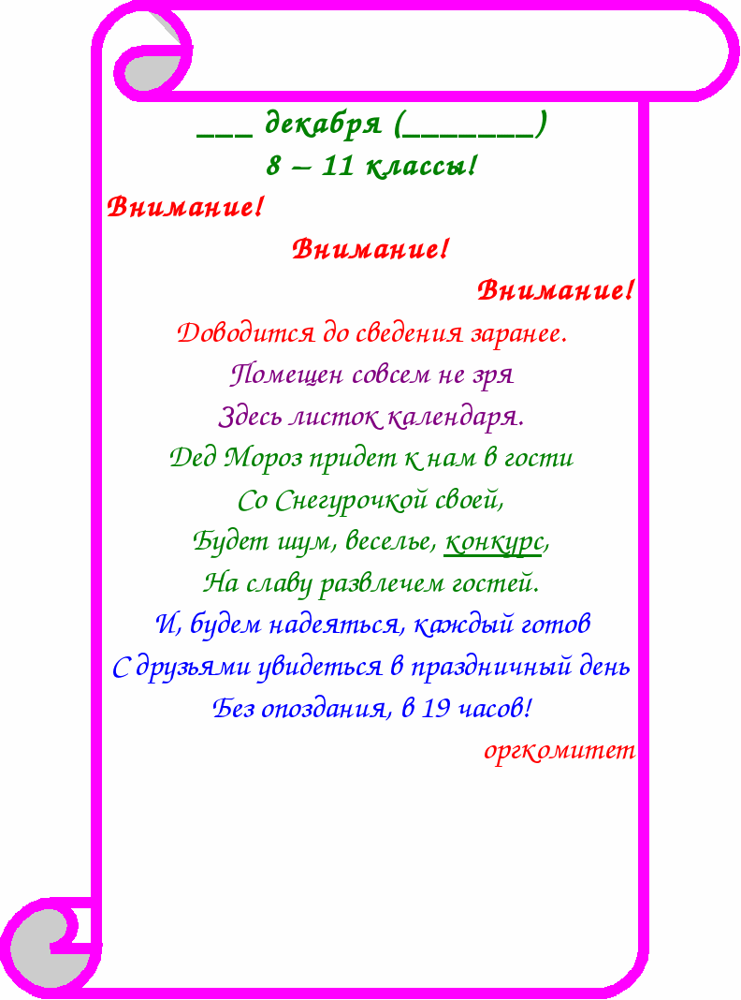 ___ декабря (_______)
8 – 11 классы!
Внимание!
Внимание!
Внимание!
Доводится до сведения заранее.
Помещен совсем не зря
Здесь листок календаря.
Дед Мороз придет к нам в гости
Со Снегурочкой своей,
Будет шум, веселье, конкурс,
На славу развлечем гостей.
И, будем надеяться, каждый готов
С друзьями увидеться в праздничный день
Без опоздания, в 19 часов!
оргкомитет